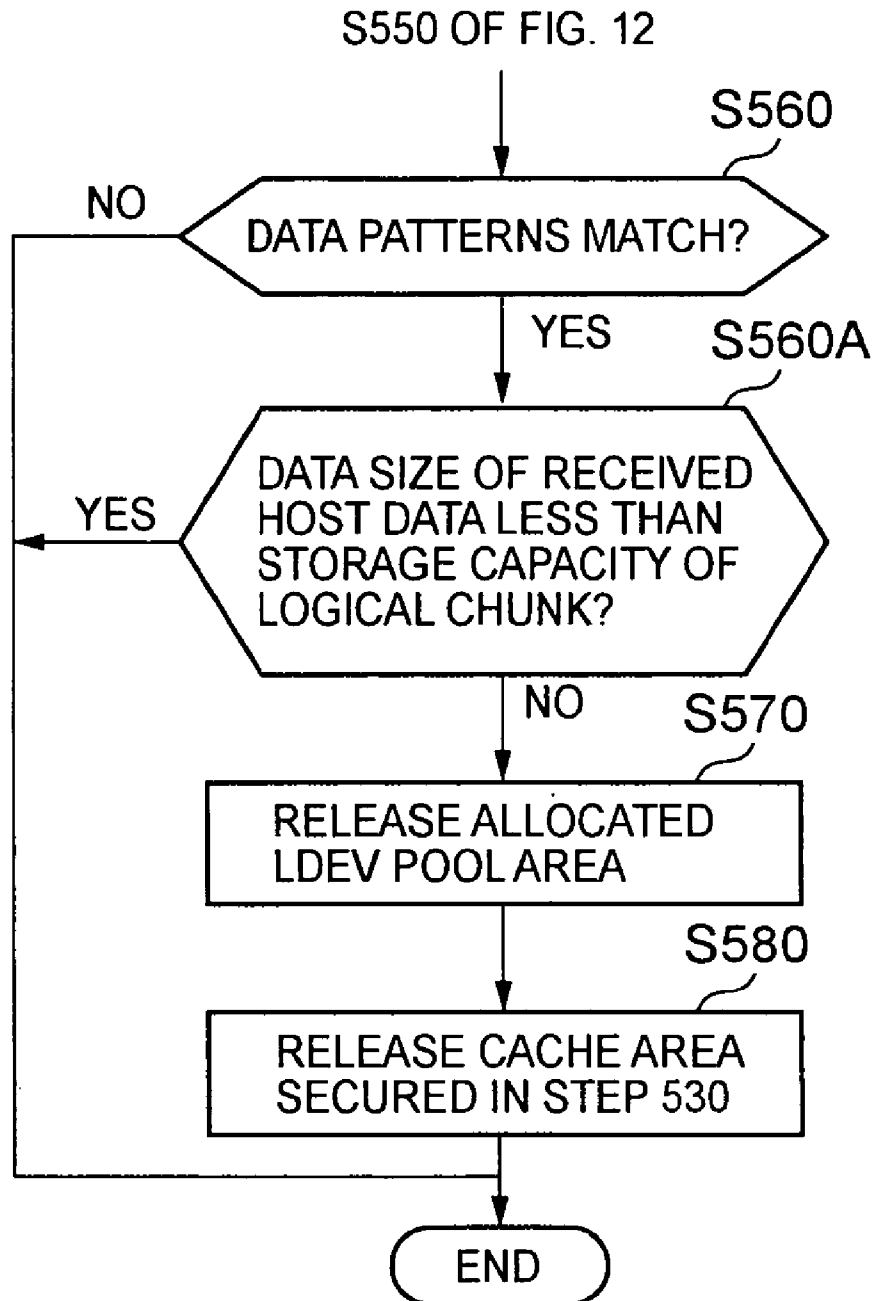 S550 OF FIG. 12
S560
NO
DATA PATTERNS MATCH?
YES
S560A
DATA SIZE OF RECEIVED
HOST DATA LESS THAN
STORAGE CAPACITY OF
LOGICAL CHUNK?
YES
NO
S570
RELEASE ALLOCATED
LDEV POOL AREA
S580
RELEASE CACHE AREA
SECURED IN STEP 530
END